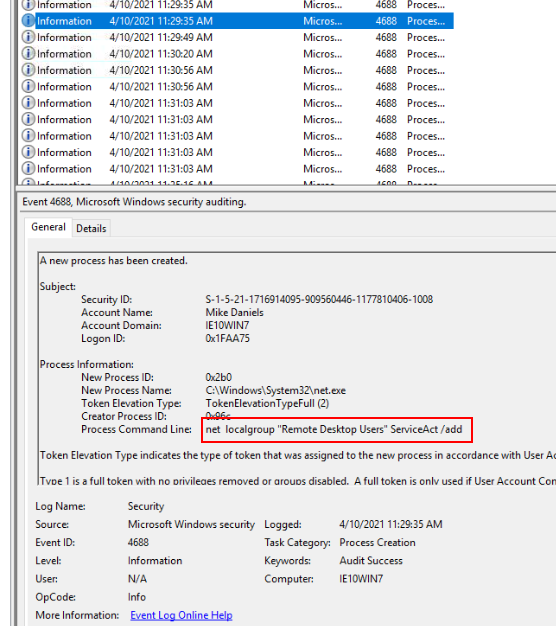 Information 4/10/2021 11:29:35 AM Micros... 4688 Proces...
Information 4/10/2021 11:29:35 AM Micros... 4688 Proces...
Information 4/10/2021 11:29:49 AM Micros... 4688 Proces...
Information 4/10/2021 11:30:20 AM Micros... 4688 Proces...
Information 4/10/2021 11:30:56 AM Micros... 4688 Proces...
Information 4/10/2021 11:30:56 AM Micros... 4688 Proces...
Information 4/10/2021 11:31:03 AM Micros... 4688 Proces...
Information 4/10/2021 11:31:03 AM Micros... 4688 Proces...
Information 4/10/2021 11:31:03 AM Micros... 4688 Proces...
Information 4/10/2021 11:31:03 AM Micros... 4688 Proces...
Information 4/10/2021 11:31:03 AM Micros... 4688 Proces...
Event 4688, Microsoft Windows security auditing.
General Details
A new process has been created.
Subject:
Security ID: S-1-5-21-1716914095-909560446-1177810406-1008
Account Name: Mike Daniels
Account Domain: IE10WIN7
Logon ID: 0x1FAA75
Process Information:
New Process ID: 0x2b0
New Process Name: C:\Windows\System32\net.exe
Token Elevation Type: TokenElevationTypeFull (2)
Creator Process ID: 0x96c
Process Command Line: net localgroup "Remote Desktop Users" ServiceAct /add
Token Elevation Type indicates the type of token that was assigned to the new process in accordance with User Ac
Type 1 is a full token with no privileges removed or groups disabled. A full token is only used if User Account Con
Log Name: Security
Source: Microsoft Windows security Logged: 4/10/2021 11:29:35 AM
Event ID: 4688 Task Category: Process Creation
Level: Information Keywords: Audit Success
User: N/A Computer: IE10WIN7
OpCode: Info
More Information: Event Log Online Help